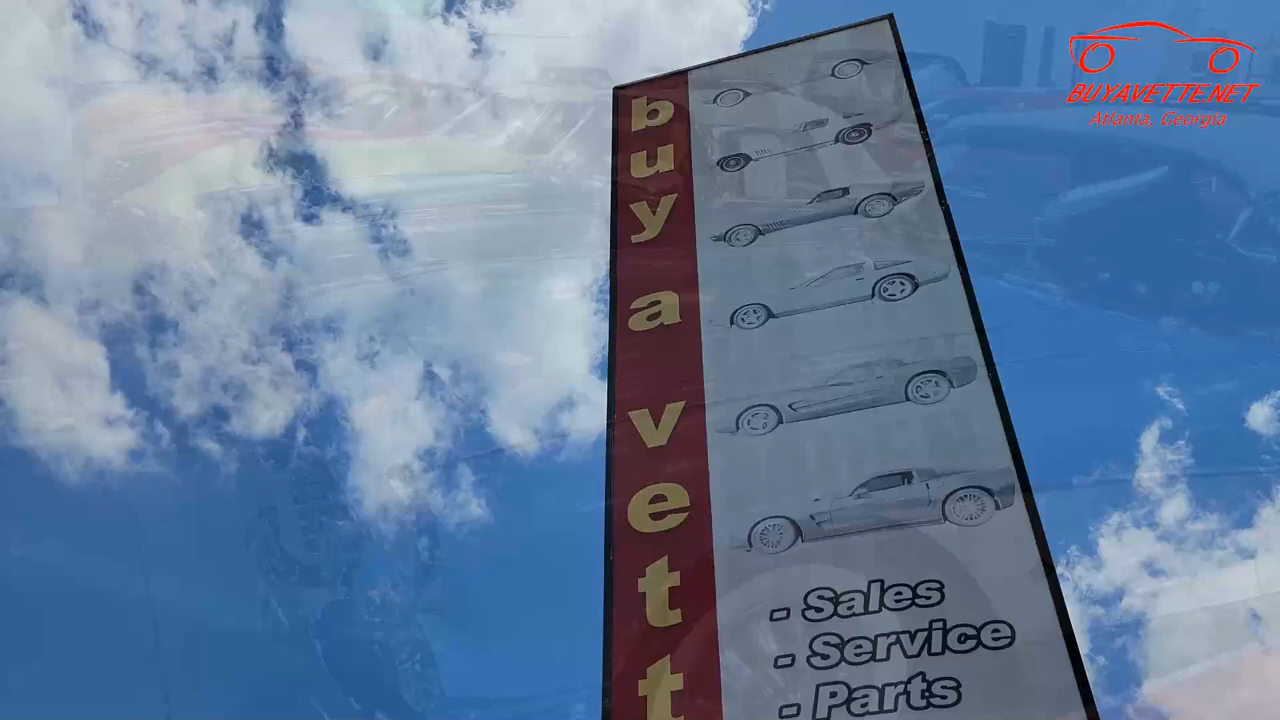 BUYAVETTE.NET
Atlanta, Georgia
buy a vett
- Sales
- Service
- Parts